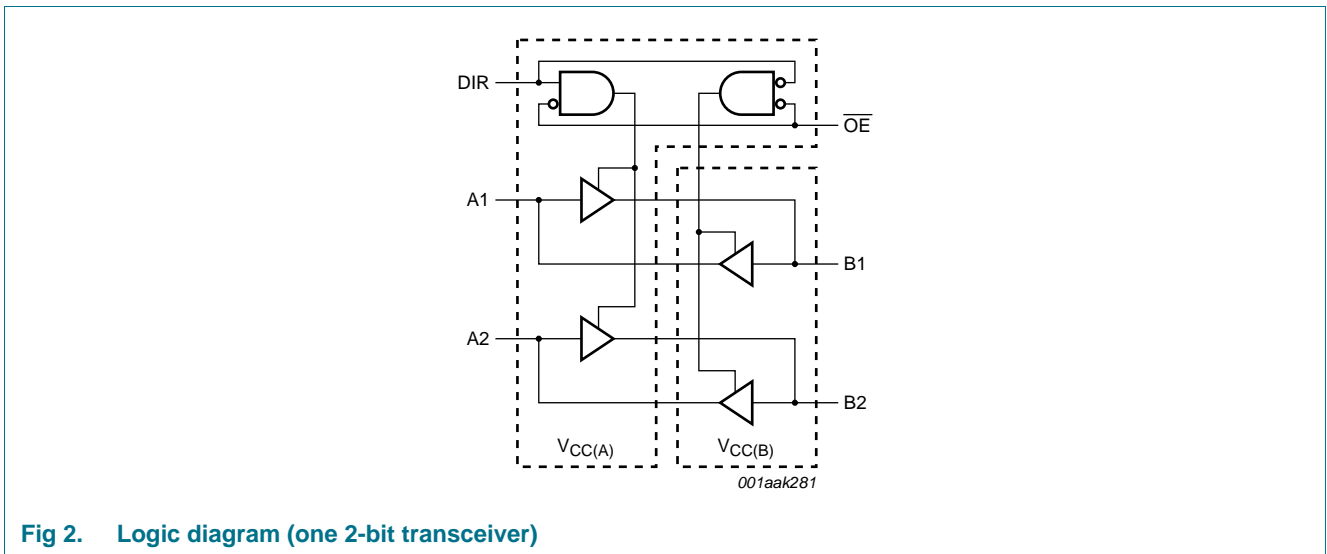 DIR
OE
A1
B1
A2
B2
VCC(A)
VCC(B)
001aak281
Fig 2. Logic diagram (one 2-bit transceiver)